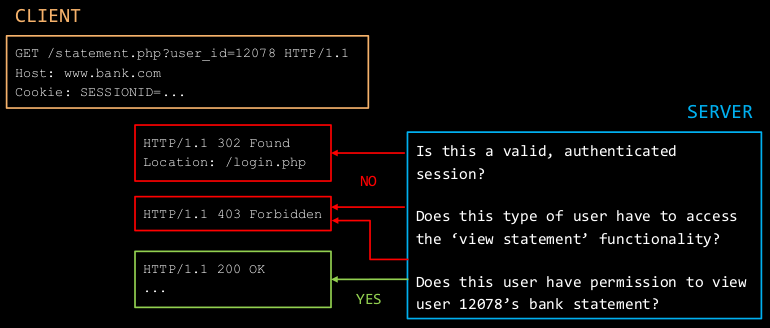 CLIENT
GET /statement.php?user_id=12078 HTTP/1.1
Host: www.bank.com
Cookie: SESSIONID=...
SERVER
HTTP/1.1 302 Found
Location: /login.php
NO
HTTP/1.1 403 Forbidden
HTTP/1.1 200 OK
...
YES
Is this a valid, authenticated
session?
Does this type of user have to access
the ‘view statement’ functionality?
Does this user have permission to view
user 12078’s bank statement?